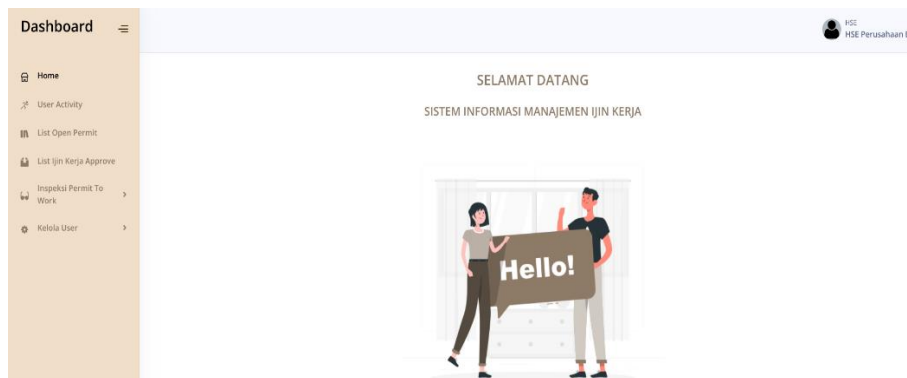 Dashboard
HSE
HSE Perusahaan
Home
User Activity
List Open Permit
List Ijin Kerja Approve
Inspeksi Permit To
Work
Kelola User
SELAMAT DATANG
SISTEM INFORMASI MANAJEMEN IJIN KERJA
Hello!